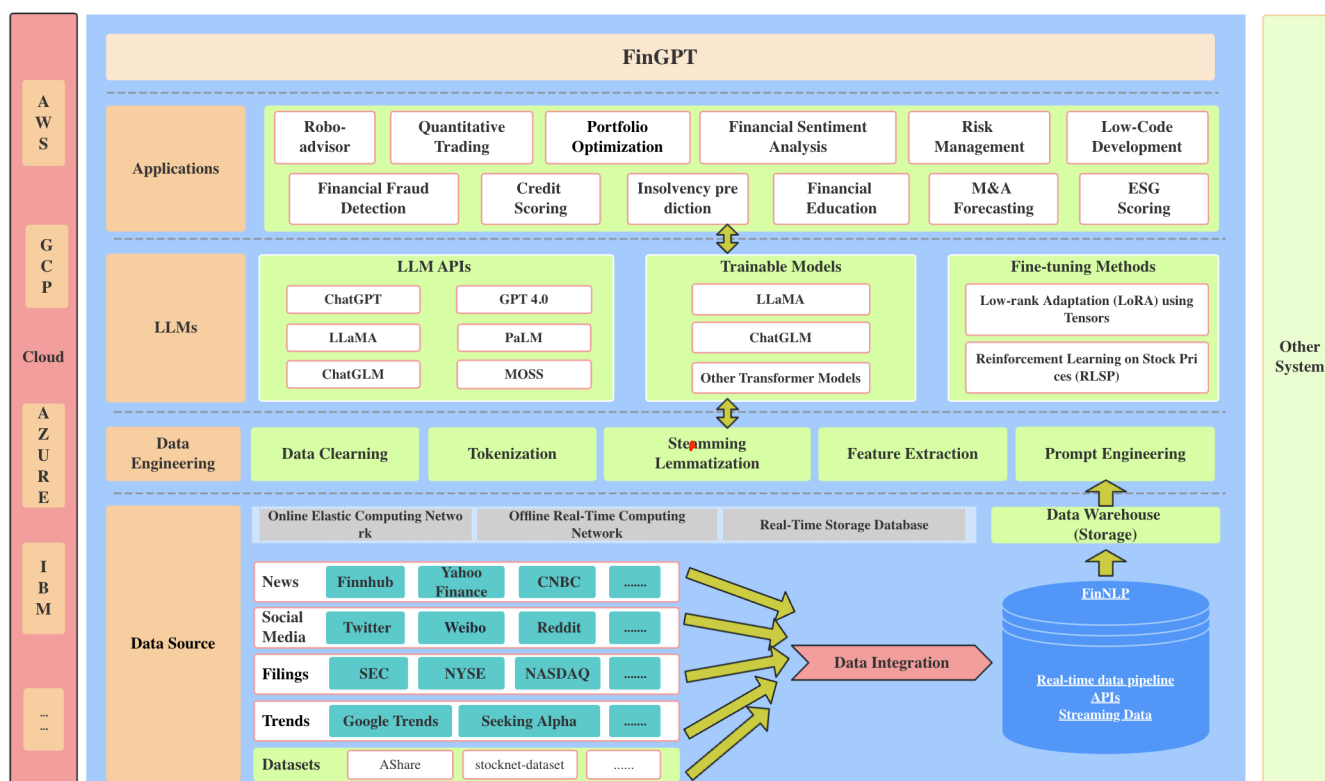 FinGPT
A
W
S
G
C
P
Cloud
A
Z
U
R
E
I
B
M
...
...
Applications
Robo-
advisor
Quantitative
Trading
Portfolio
Optimization
Financial Sentiment
Analysis
Risk
Management
Low-Code
Development
Financial Fraud
Detection
Credit
Scoring
Insolvency pre
diction
Financial
Education
M&A
Forecasting
ESG
Scoring
LLMs
LLM APIs
ChatGPT
GPT 4.0
LLaMA
PaLM
ChatGLM
MOSS
Trainable Models
LLaMA
ChatGLM
Other Transformer Models
Fine-tuning Methods
Low-rank Adaptation (LoRA) using
Tensors
Reinforcement Learning on Stock Pri
ces (RLSP)
Data
Engineering
Data Clearning
Tokenization
Steamming
Lemmatization
Feature Extraction
Prompt Engineering
Data Source
Online Elastic Computing Netwo
rk
Offline Real-Time Computing
Network
Real-Time Storage Database
Data Warehouse
(Storage)
News
Finnhub
Yahoo
Finance
CNBC
.......
Social
Media
Twitter
Weibo
Reddit
.......
Filings
SEC
NYSE
NASDAQ
.......
Trends
Google Trends
Seeking Alpha
.......
Datasets
AShare
stocknet-dataset
......
Data Integration
FinNLP
Real-time data pipeline
APIs
Streaming Data
Other
System